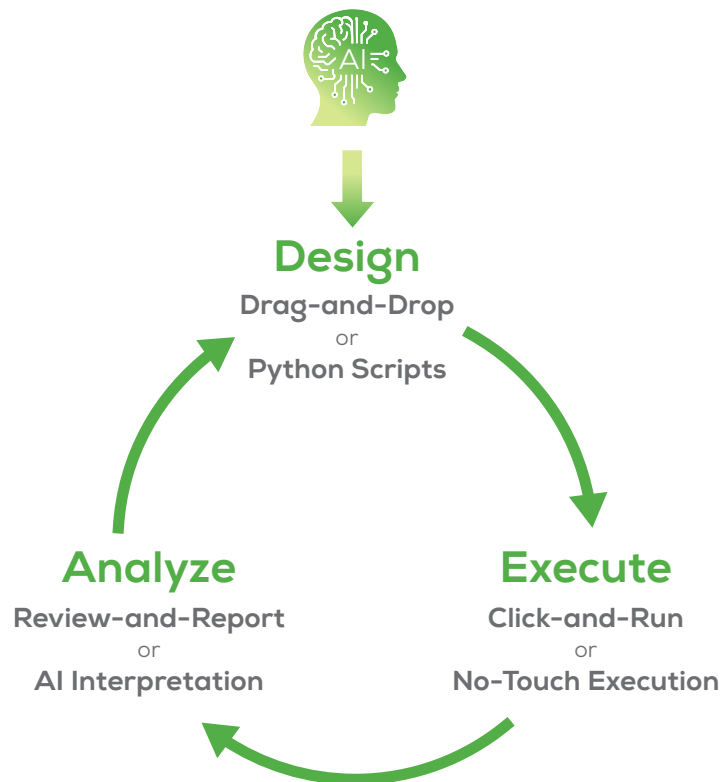 AI
Design
Drag-and-Drop
or
Python Scripts
Analyze
Review-and-Report
or
AI Interpretation
Execute
Click-and-Run
or
No-Touch Execution